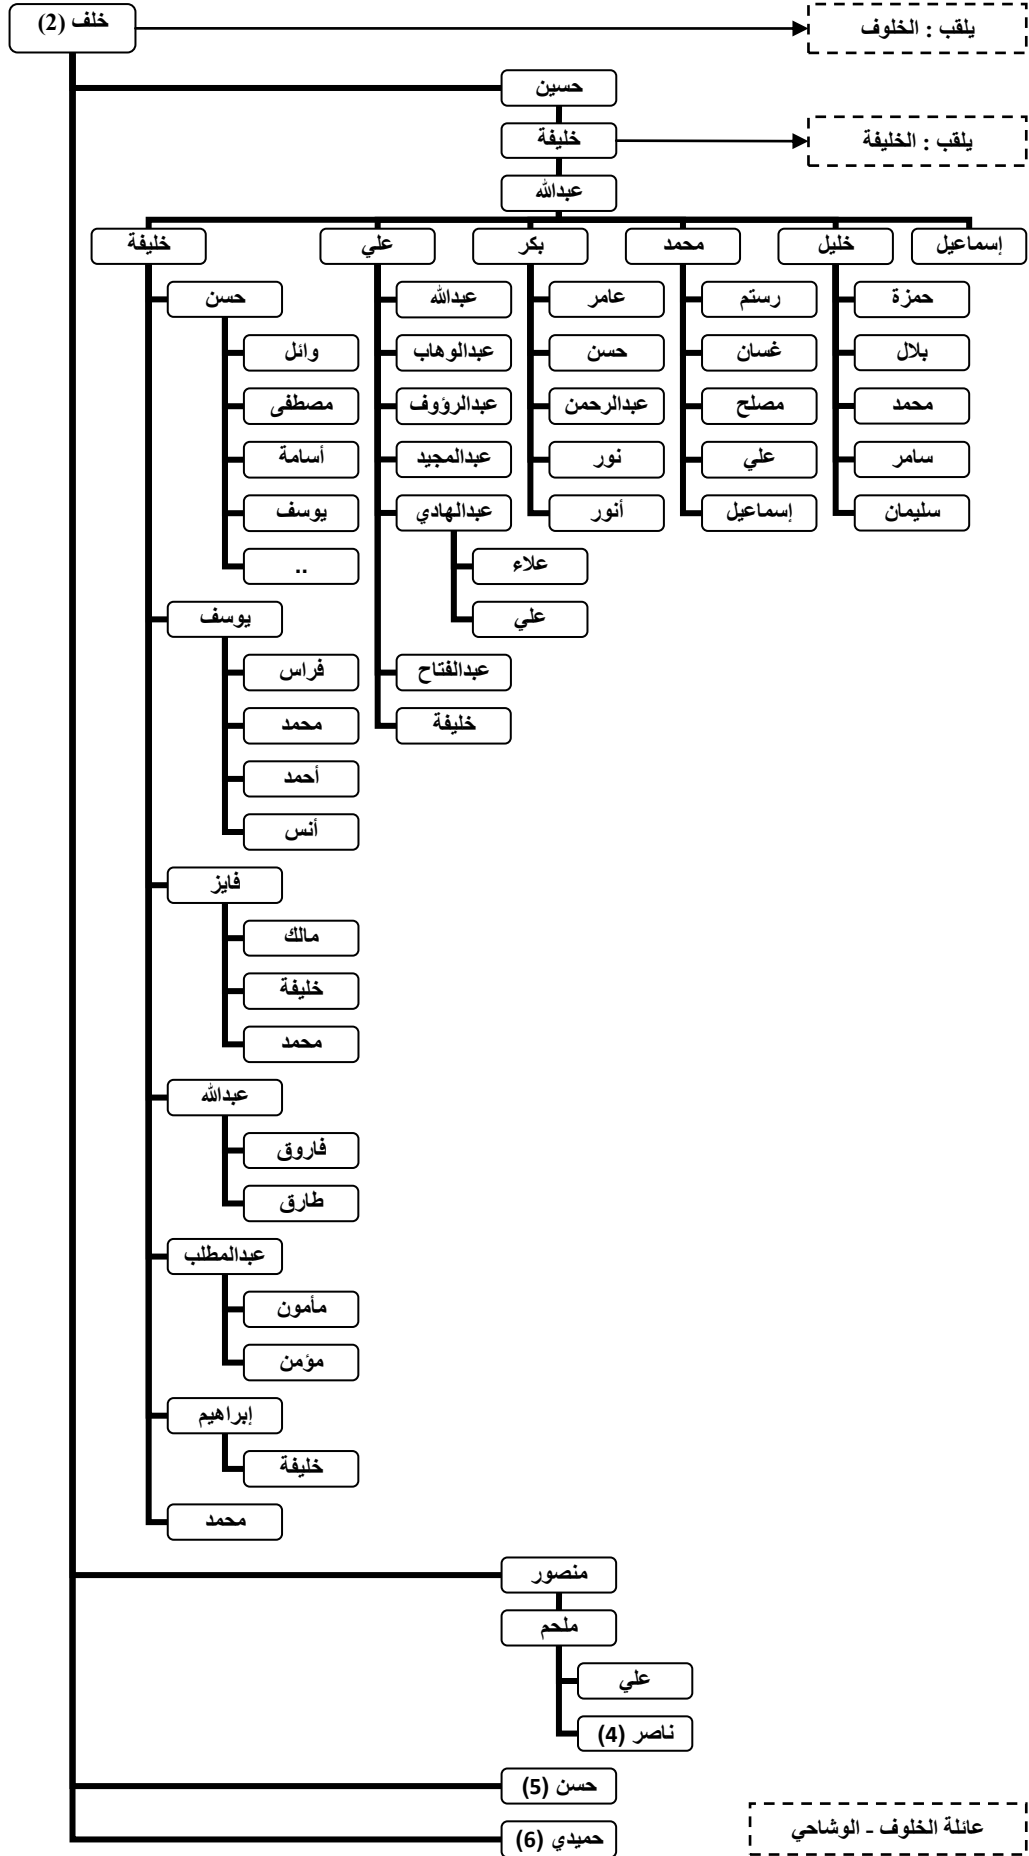 خلف (2)
يلقب : الخلوف
حسين
خليفة
يلقب : الخليفة
عبدالله
إسماعيل
خليل
محمد
بكر
علي
خليفة
حمزة
رستم
عامر
عبدالله
حسن
بلال
غسان
حسن
عبدالوهاب
وائل
محمد
مصلح
عبدالرحمن
عبدالرؤوف
مصطفى
سامر
علي
نور
عبدالمجيد
أسامة
سليمان
إسماعيل
أنور
عبدالهادي
يوسف
علاء
..
علي
يوسف
عبدالفتاح
فراس
خليفة
محمد
أحمد
أنس
فايز
مالك
خليفة
محمد
عبدالله
فاروق
طارق
عبدالمطلب
مأمون
مؤمن
إبراهيم
خليفة
محمد
منصور
ملحم
علي
ناصر (4)
حسن (5)
حميدي (6)
عائلة الخلوف - الوشاحي